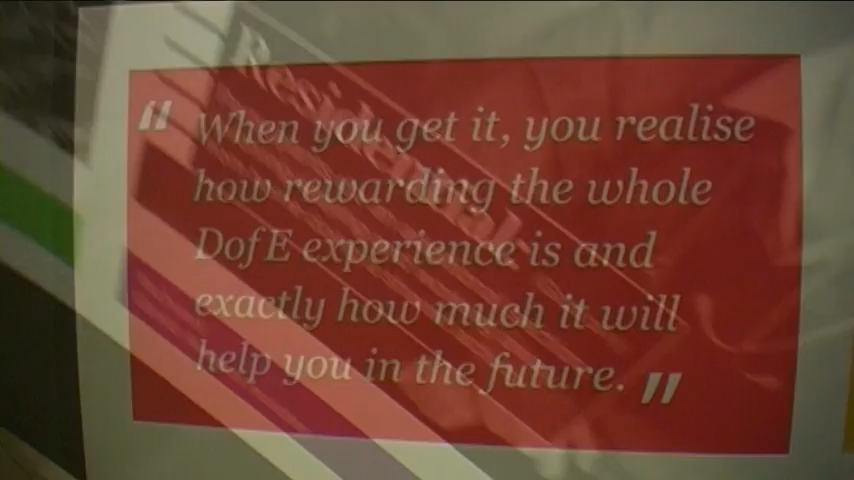 Residential
"When you get it, you realise
how rewarding the whole
DofE experience is and
exactly how much it will
help you in the future."